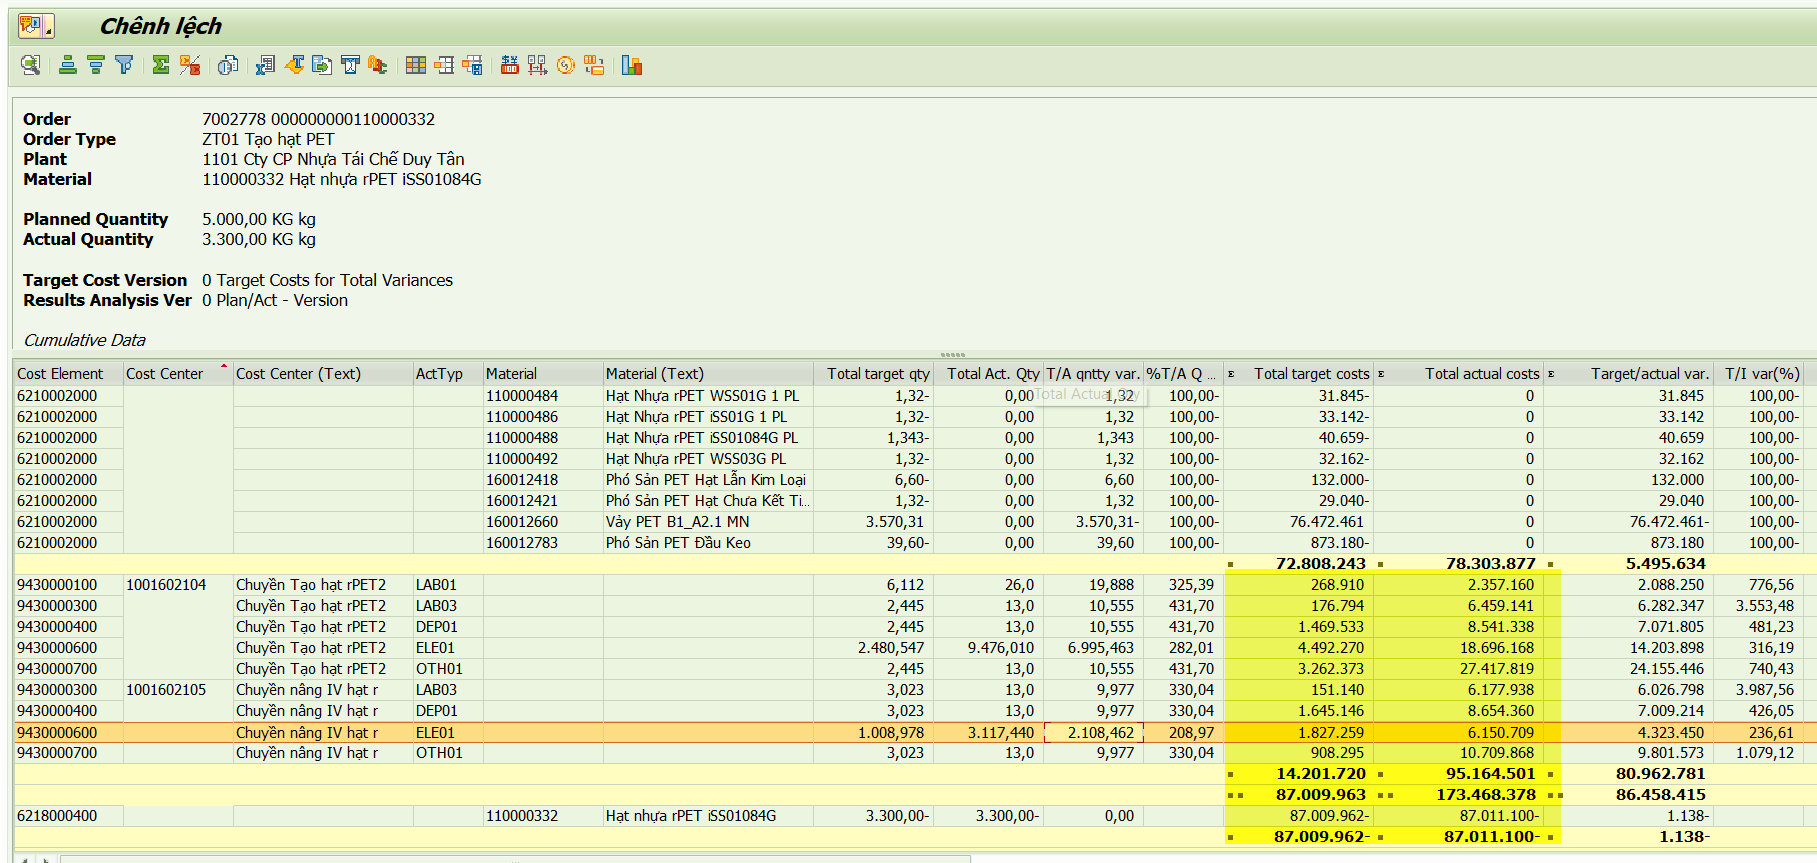 Chênh lệch
Order 7002778 000000000110000332
Order Type ZT01 Tạo hạt PET
Plant 1101 Cty CP Nhựa Tái Chế Duy Tân
Material 110000332 Hạt nhựa rPET iSS01084G
Planned Quantity 5.000,00 KG kg
Actual Quantity 3.300,00 KG kg
Target Cost Version 0 Target Costs for Total Variances
Results Analysis Ver 0 Plan/Act - Version
Cumulative Data
Cost Element Cost Center Cost Center (Text) ActTyp Material Material (Text) Total target qty Total Act. Qty T/A qntty var. %T/A Q ... Σ Total target costs Σ Total actual costs Σ Target/actual var. T/I var(%)
6210002000 110000484 Hạt Nhựa rPET WSS01G 1 PL 1,32- 0,00 1,32 100,00- 31.845- 0 31.845 100,00-
6210002000 110000486 Hạt Nhựa rPET iSS01G 1 PL 1,32- 0,00 1,32 100,00- 33.142- 0 33.142 100,00-
6210002000 110000488 Hạt Nhựa rPET iSS01084G PL 1,343- 0,00 1,343 100,00- 40.659- 0 40.659 100,00-
6210002000 110000492 Hạt Nhựa rPET WSS03G PL 1,32- 0,00 1,32 100,00- 32.162- 0 32.162 100,00-
6210002000 160012418 Phó Sản PET Hạt Lẫn Kim Loại 6,60- 0,00 6,60 100,00- 132.000- 0 132.000 100,00-
6210002000 160012421 Phó Sản PET Hạt Chưa Kết Ti... 1,32- 0,00 1,32 100,00- 29.040- 0 29.040 100,00-
6210002000 160012660 Vảy PET B1_A2.1 MN 3.570,31 0,00 3.570,31- 100,00- 76.472.461 0 76.472.461- 100,00-
6210002000 160012783 Phó Sản PET Đầu Keo 39,60- 0,00 39,60 100,00- 873.180- 0 873.180 100,00-
72.808.243 78.303.877 5.495.634
9430000100 1001602104 Chuyền Tạo hạt rPET2 LAB01 6,112 26,0 19,888 325,39 268.910 2.357.160 2.088.250 776,56
9430000300 Chuyền Tạo hạt rPET2 LAB03 2,445 13,0 10,555 431,70 176.794 6.459.141 6.282.347 3.553,48
9430000400 Chuyền Tạo hạt rPET2 DEP01 2,445 13,0 10,555 431,70 1.469.533 8.541.338 7.071.805 481,23
9430000600 Chuyền Tạo hạt rPET2 ELE01 2.480,547 9.476,010 6.995,463 282,01 4.492.270 18.696.168 14.203.898 316,19
9430000700 Chuyền Tạo hạt rPET2 OTH01 2,445 13,0 10,555 431,70 3.262.373 27.417.819 24.155.446 740,43
9430000300 1001602105 Chuyền nâng IV hạt r LAB03 3,023 13,0 9,977 330,04 151.140 6.177.938 6.026.798 3.987,56
9430000400 Chuyền nâng IV hạt r DEP01 3,023 13,0 9,977 330,04 1.645.146 8.654.360 7.009.214 426,05
9430000600 Chuyền nâng IV hạt r ELE01 1.008,978 3.117,440 2.108,462 208,97 1.827.259 6.150.709 4.323.450 236,61
9430000700 Chuyền nâng IV hạt r OTH01 3,023 13,0 9,977 330,04 908.295 10.709.868 9.801.573 1.079,12
14.201.720 95.164.501 80.962.781
87.009.963 173.468.378 86.458.415
6218000400 110000332 Hạt nhựa rPET iSS01084G 3.300,00- 3.300,00- 0,00 87.009.962- 87.011.100- 1.138-
87.009.962- 87.011.100- 1.138-